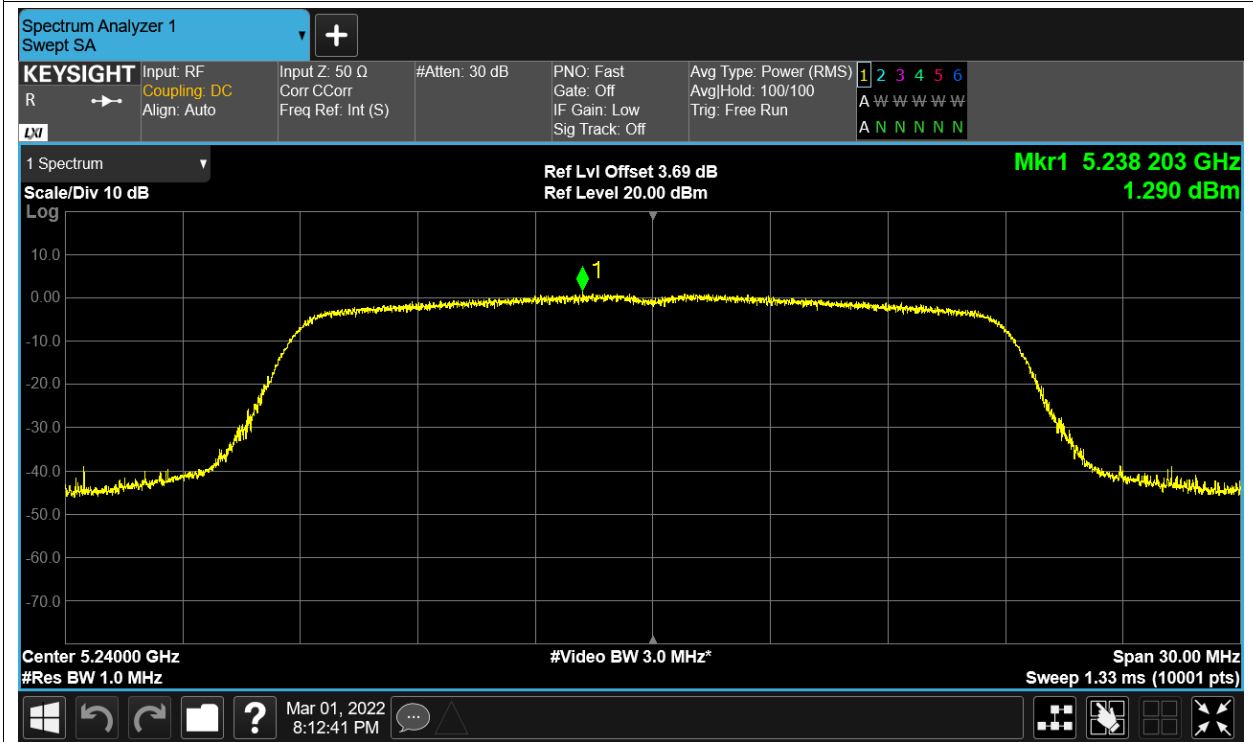 Spectrum Analyzer 1
Swept SA
+
KEYSIGHT
R
LXI
Input: RF
Coupling: DC
Align: Auto
Input Z: 50 Ω
Corr CCorr
Freq Ref: Int (S)
#Atten: 30 dB
PNO: Fast
Gate: Off
IF Gain: Low
Sig Track: Off
Avg Type: Power (RMS)
Avg|Hold: 100/100
Trig: Free Run
1 2 3 4 5 6
A W W W W W
A N N N N N
1 Spectrum
Scale/Div 10 dB
Ref Lvl Offset 3.69 dB
Ref Level 20.00 dBm
Mkr1 5.238 203 GHz
1.290 dBm
Log
10.0
0.00
-10.0
-20.0
-30.0
-40.0
-50.0
-60.0
-70.0
1
Center 5.24000 GHz
#Res BW 1.0 MHz
#Video BW 3.0 MHz*
Span 30.00 MHz
Sweep 1.33 ms (10001 pts)
?
Mar 01, 2022
8:12:41 PM